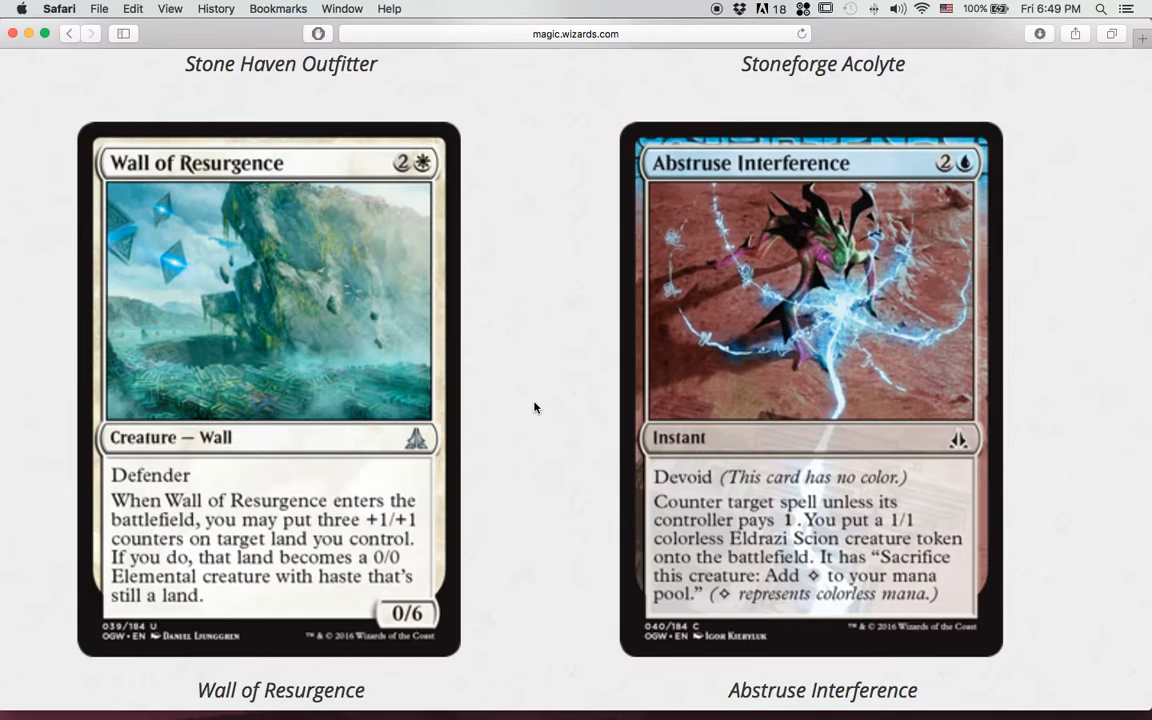 Safari File Edit View History Bookmarks Window Help 18 100% Fri 6:49 PM
magic.wizards.com
Stone Haven Outfitter
Stoneforge Acolyte
Wall of Resurgence 2
Creature — Wall
Defender
When Wall of Resurgence enters the
battlefield, you may put three +1/+1
counters on target land you control.
If you do, that land becomes a 0/0
Elemental creature with haste that's
still a land.
0/6
039/184 U
OGW • EN Daniel Ljunggren
™ & © 2016 Wizards of the Coast
Wall of Resurgence
Abstruse Interference 2
Instant
Devoid (This card has no color.)
Counter target spell unless its
controller pays 1. You put a 1/1
colorless Eldrazi Scion creature token
onto the battlefield. It has “Sacrifice
this creature: Add ◇ to your mana
pool.” (◇ represents colorless mana.)
040/184 C
OGW • EN Igor Kieryluk
™ & © 2016 Wizards of the Coast
Abstruse Interference